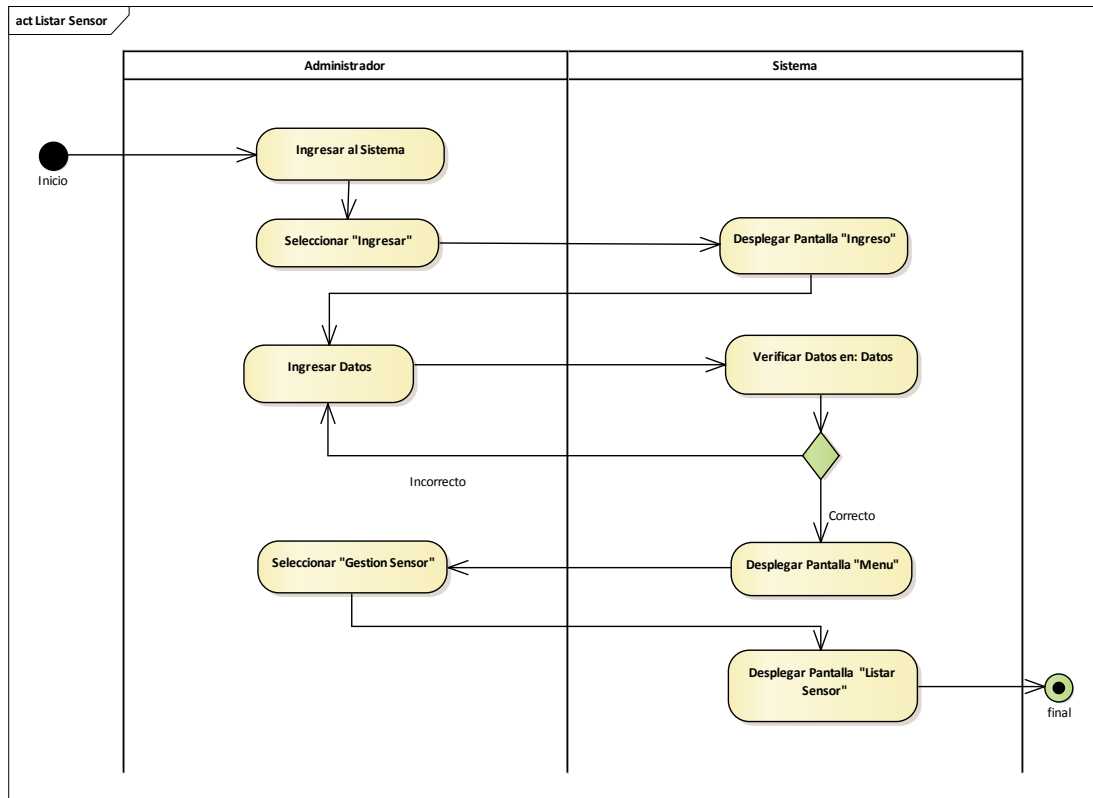 act Listar Sensor
Administrador
Sistema
Inicio
Ingresar al Sistema
Seleccionar "Ingresar"
Desplegar Pantalla "Ingreso"
Ingresar Datos
Verificar Datos en: Datos
Incorrecto
Correcto
Seleccionar "Gestion Sensor"
Desplegar Pantalla "Menu"
Desplegar Pantalla "Listar
Sensor"
final